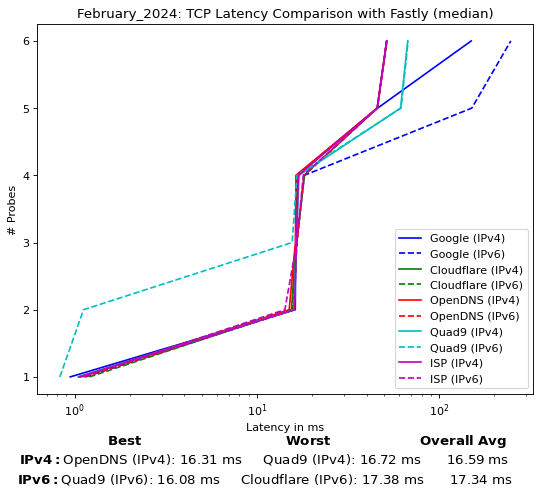 February_2024: TCP Latency Comparison with Fastly (median)
6
5
4
3
2
1
# Probes
Google (IPv4)
Google (IPv6)
Cloudflare (IPv4)
Cloudflare (IPv6)
OpenDNS (IPv4)
OpenDNS (IPv6)
Quad9 (IPv4)
Quad9 (IPv6)
ISP (IPv4)
ISP (IPv6)
10⁰ 10¹ 10²
Latency in ms
Best Worst Overall Avg
IPv4: OpenDNS (IPv4): 16.31 ms Quad9 (IPv4): 16.72 ms 16.59 ms
IPv6: Quad9 (IPv6): 16.08 ms Cloudflare (IPv6): 17.38 ms 17.34 ms